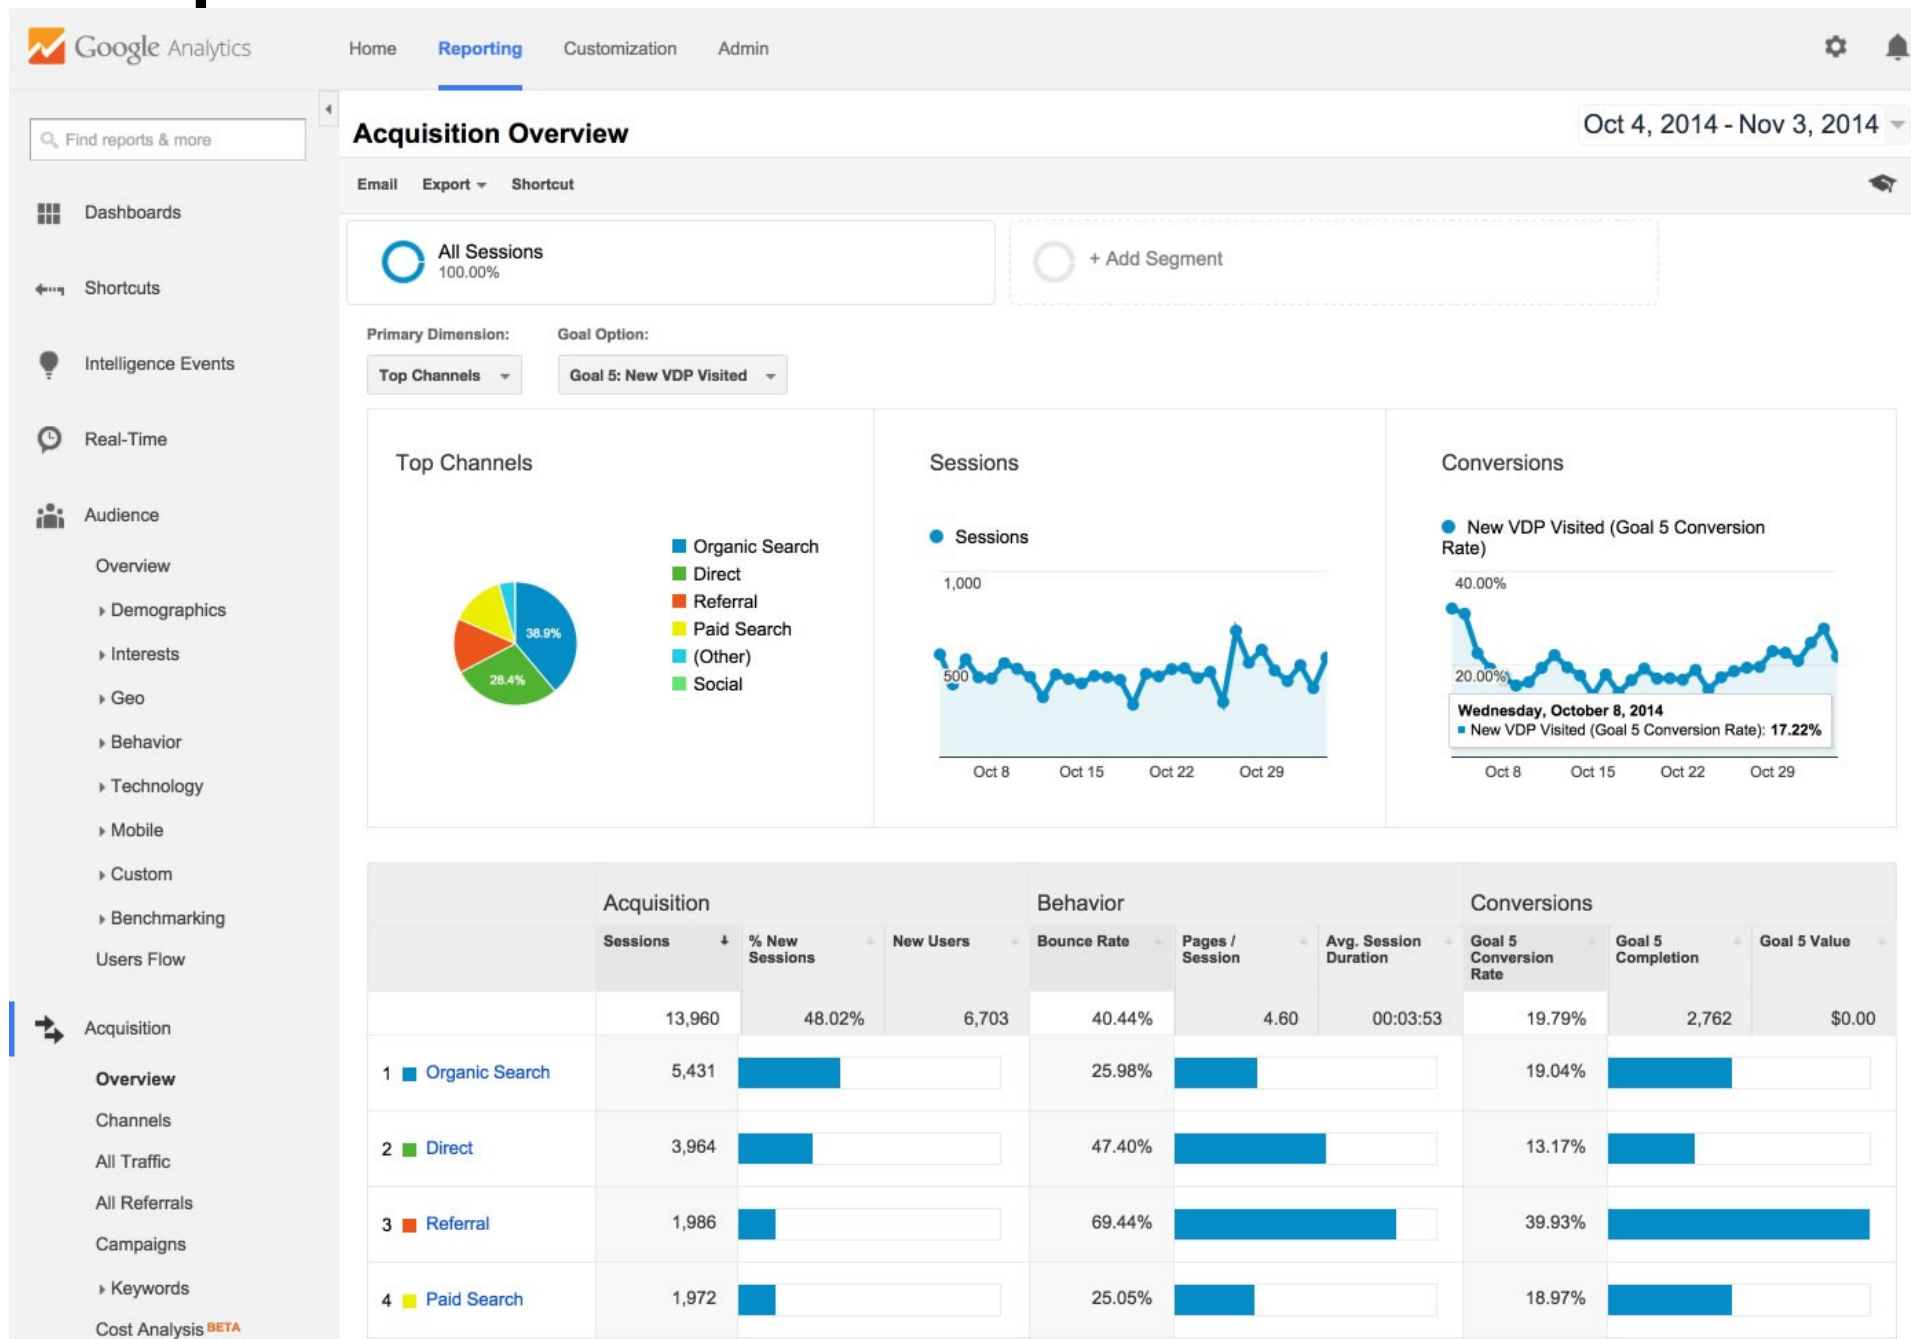 Google Analytics
Home Reporting Customization Admin
Find reports & more
Acquisition Overview
Oct 4, 2014 - Nov 3, 2014
Email Export Shortcut
Dashboards
Shortcuts
Intelligence Events
Real-Time
Audience
Overview
Demographics
Interests
Geo
Behavior
Technology
Mobile
Custom
Benchmarking
Users Flow
Acquisition
Overview
Channels
All Traffic
All Referrals
Campaigns
Keywords
Cost Analysis BETA
All Sessions
100.00%
+ Add Segment
Primary Dimension: Goal Option:
Top Channels Goal 5: New VDP Visited
Top Channels
38.9%
28.4%
Organic Search
Direct
Referral
Paid Search
(Other)
Social
Sessions
Sessions
1,000
500
Oct 8 Oct 15 Oct 22 Oct 29
Conversions
New VDP Visited (Goal 5 Conversion
Rate)
40.00%
20.00%
Wednesday, October 8, 2014
New VDP Visited (Goal 5 Conversion Rate): 17.22%
Oct 8 Oct 15 Oct 22 Oct 29
Acquisition Behavior Conversions
Sessions
% New
Sessions
New Users
Bounce Rate
Pages /
Session
Avg. Session
Duration
Goal 5
Conversion
Rate
Goal 5
Completion
Goal 5 Value
13,960 48.02% 6,703 40.44% 4.60 00:03:53 19.79% 2,762 $0.00
1 Organic Search 5,431 25.98% 19.04%
2 Direct 3,964 47.40% 13.17%
3 Referral 1,986 69.44% 39.93%
4 Paid Search 1,972 25.05% 18.97%